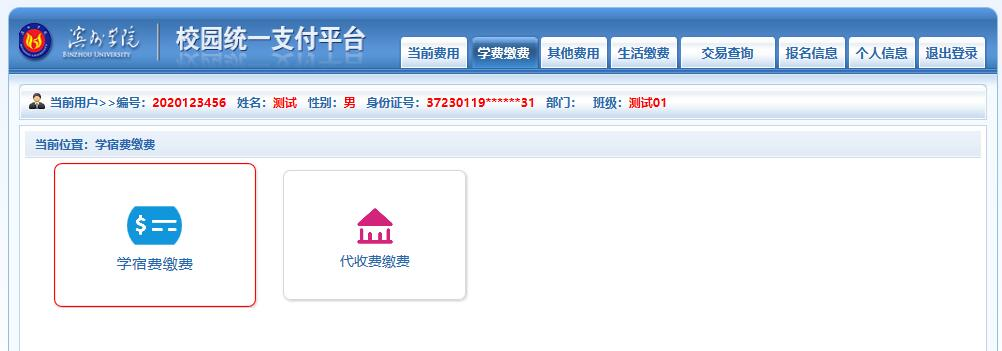 滨州学院
BINZHOU UNIVERSITY
校园统一支付平台
当前费用 学费缴费 其他费用 生活缴费 交易查询 报名信息 个人信息 退出登录
当前用户>>编号：2020123456 姓名：测试 性别：男 身份证号：37230119******31 部门： 班级：测试01
当前位置：学宿费缴费
学宿费缴费
代收费缴费